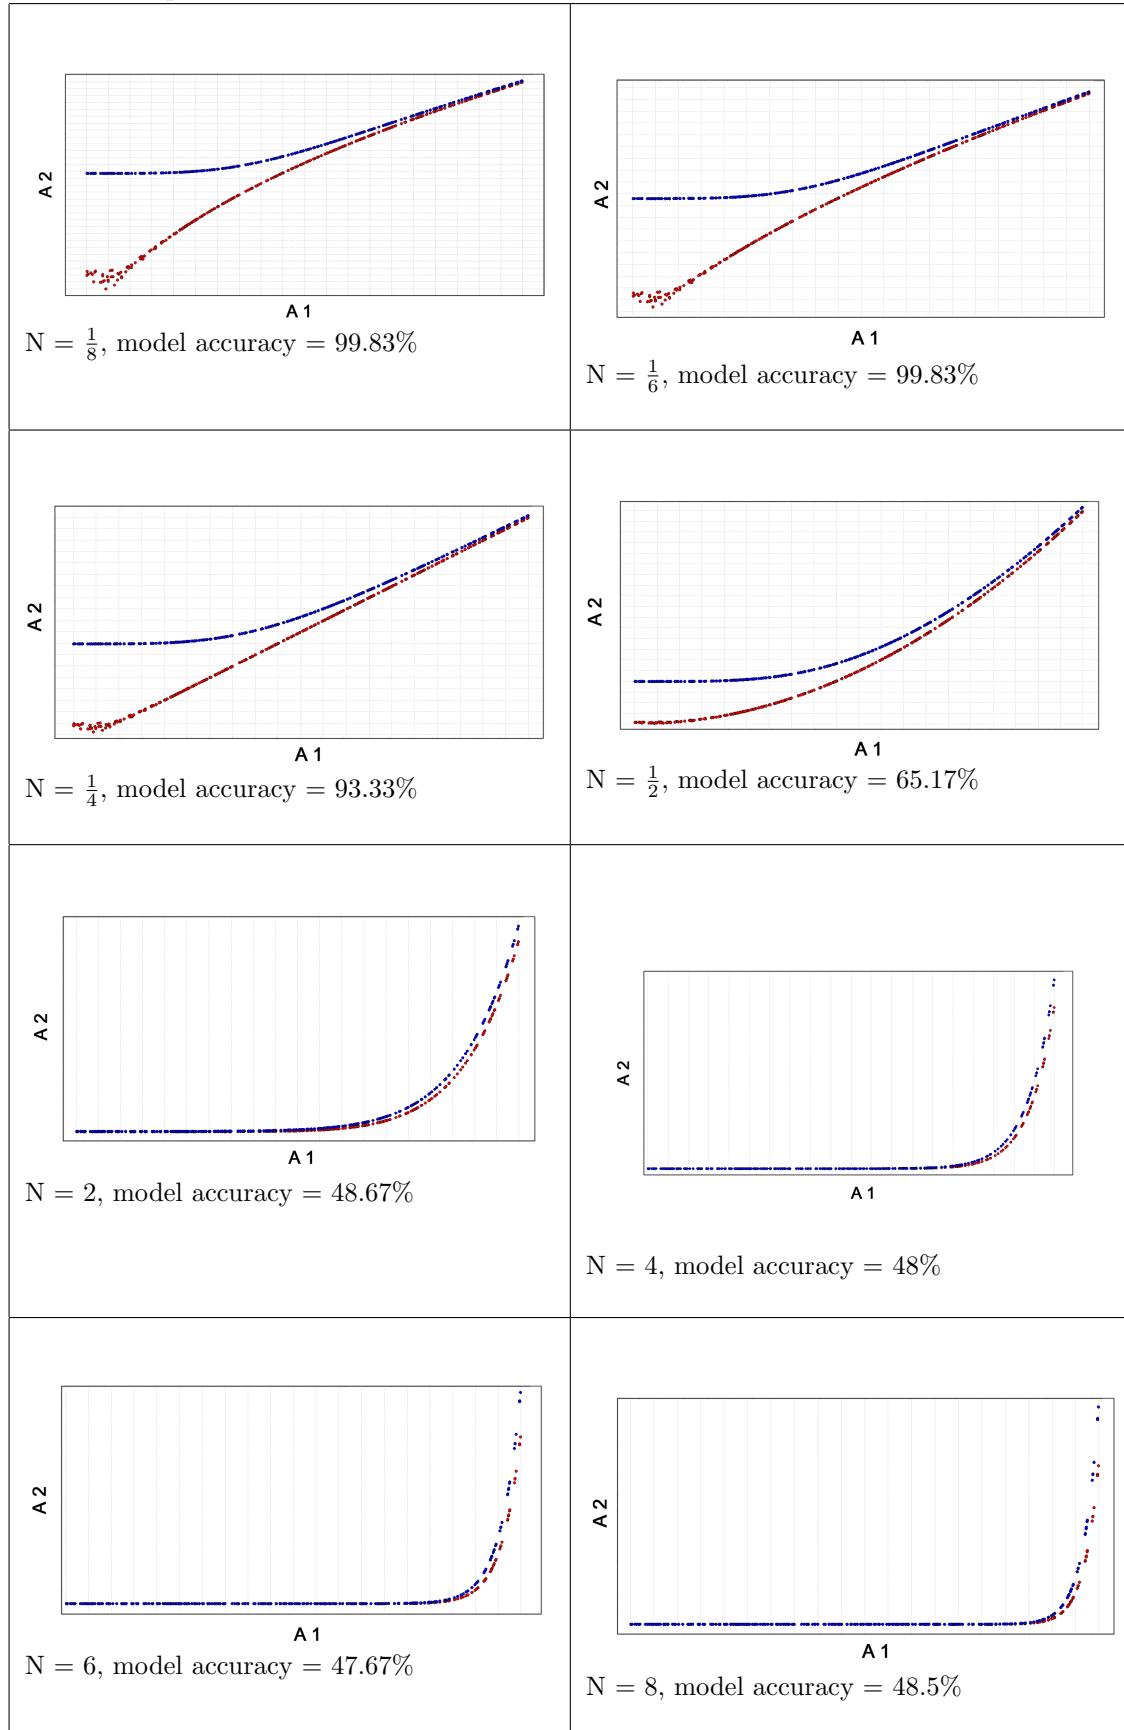 A 2
A 1
N = 1/8, model accuracy = 99.83%
A 2
A 1
N = 1/6, model accuracy = 99.83%
A 2
A 1
N = 1/4, model accuracy = 93.33%
A 2
A 1
N = 1/2, model accuracy = 65.17%
A 2
A 1
N = 2, model accuracy = 48.67%
A 2
A 1
N = 4, model accuracy = 48%
A 2
A 1
N = 6, model accuracy = 47.67%
A 2
A 1
N = 8, model accuracy = 48.5%